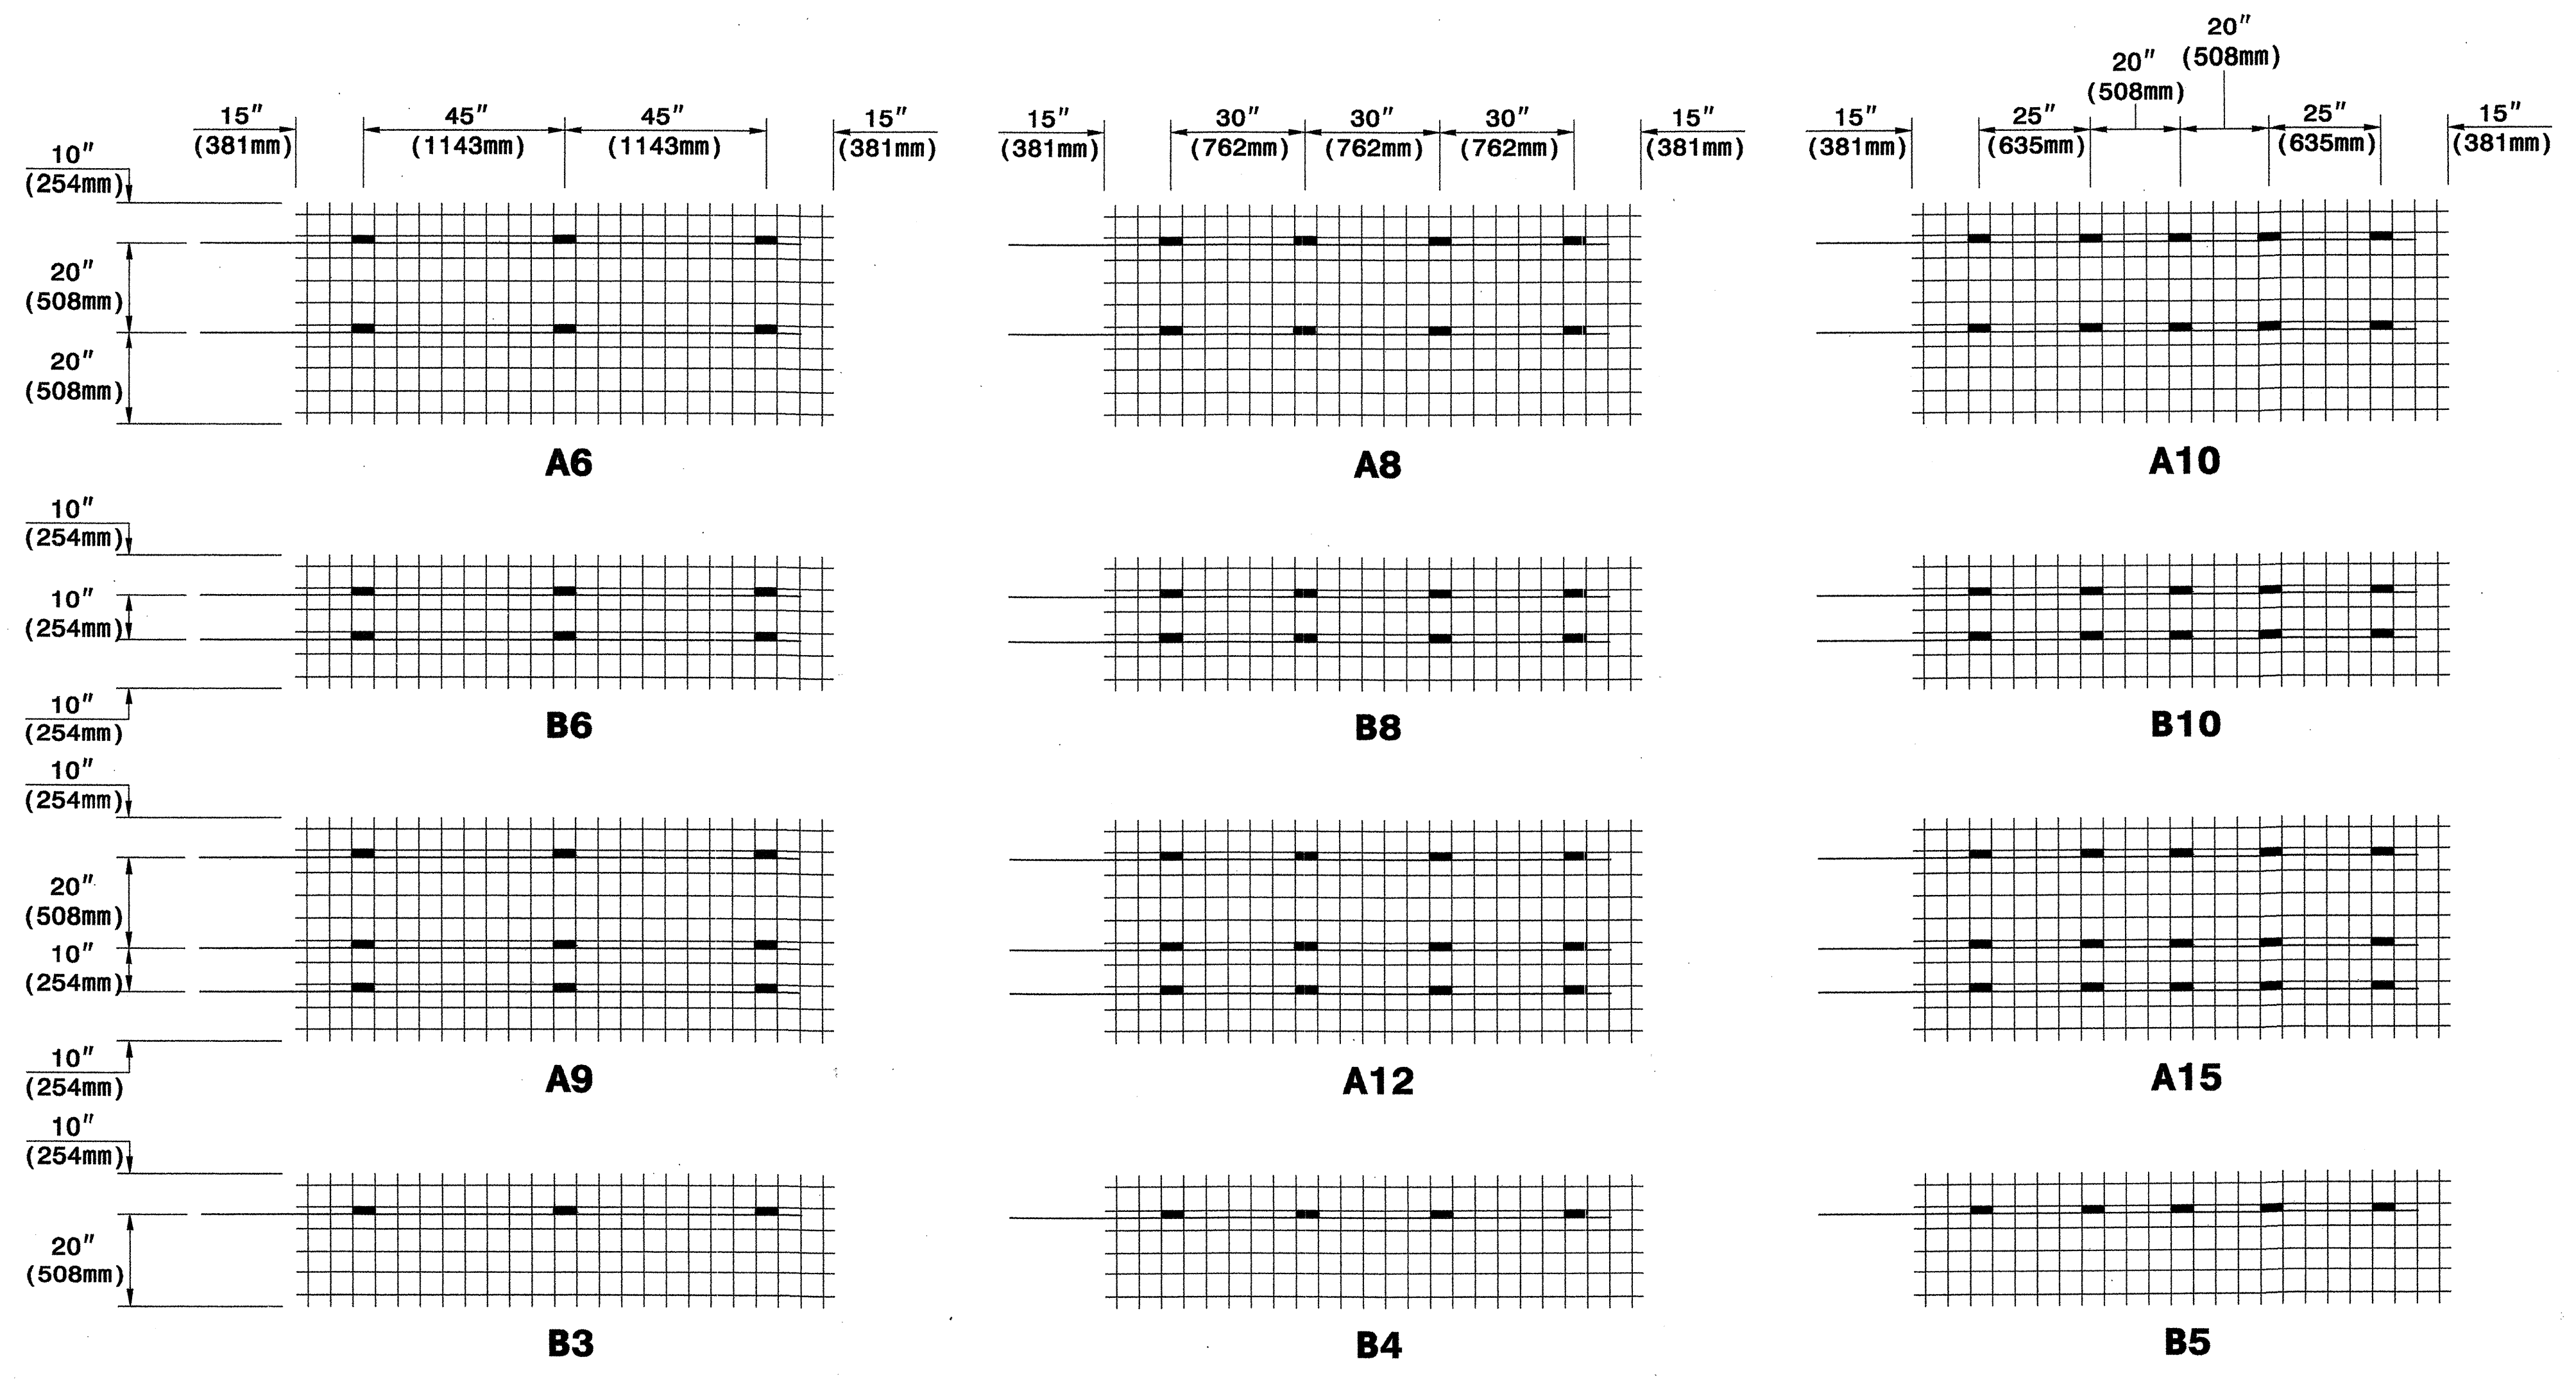 20″
(508mm)
20″
(508mm)
15″
(381mm)
45″
(1143mm)
45″
(1143mm)
15″
(381mm)
15″
(381mm)
30″
(762mm)
30″
(762mm)
30″
(762mm)
15″
(381mm)
15″
(381mm)
25″
(635mm)
25″
(635mm)
15″
(381mm)
10″
(254mm)
20″
(508mm)
20″
(508mm)
A6
A8
A10
10″
(254mm)
10″
(254mm)
10″
(254mm)
B6
B8
B10
10″
(254mm)
20″
(508mm)
10″
(254mm)
10″
(254mm)
A9
A12
A15
10″
(254mm)
20″
(508mm)
B3
B4
B5